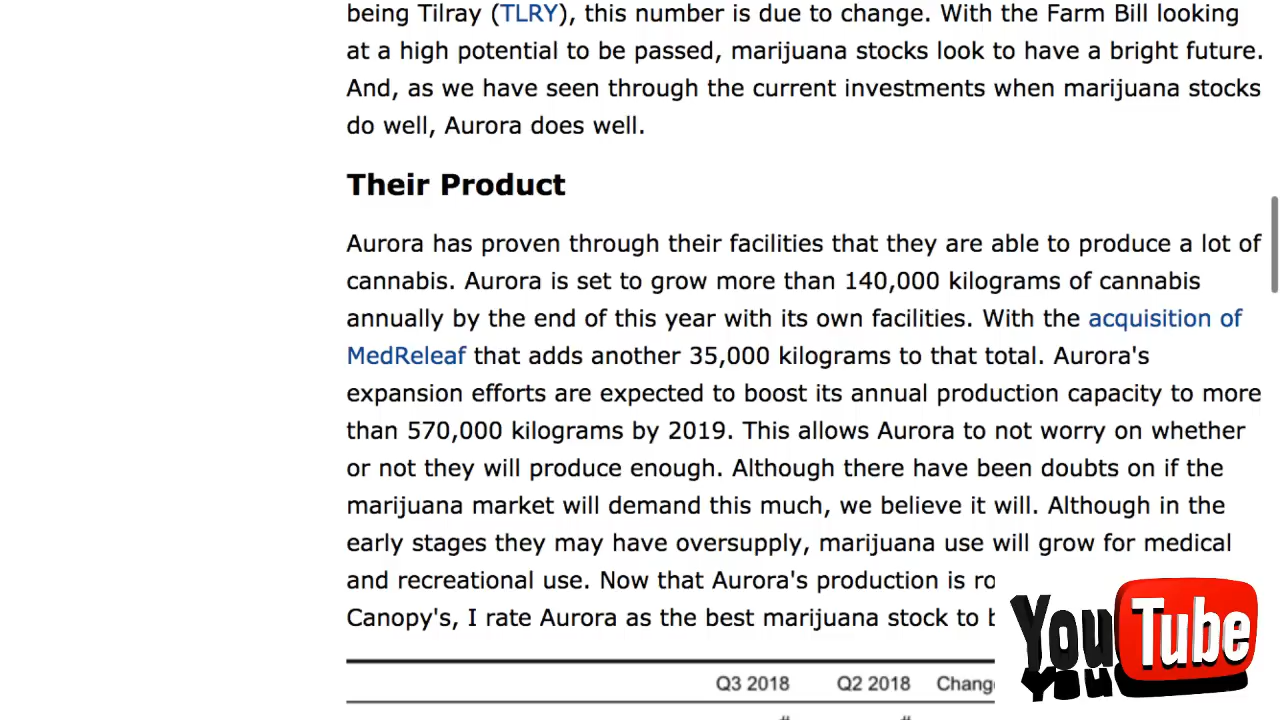 being Tilray (TLRY), this number is due to change. With the Farm Bill looking
at a high potential to be passed, marijuana stocks look to have a bright future.
And, as we have seen through the current investments when marijuana stocks
do well, Aurora does well.
Their Product
Aurora has proven through their facilities that they are able to produce a lot of
cannabis. Aurora is set to grow more than 140,000 kilograms of cannabis
annually by the end of this year with its own facilities. With the acquisition of
MedReleaf that adds another 35,000 kilograms to that total. Aurora's
expansion efforts are expected to boost its annual production capacity to more
than 570,000 kilograms by 2019. This allows Aurora to not worry on whether
or not they will produce enough. Although there have been doubts on if the
marijuana market will demand this much, we believe it will. Although in the
early stages they may have oversupply, marijuana use will grow for medical
and recreational use. Now that Aurora's production is
Canopy's, I rate Aurora as the best marijuana stock to
Q3 2018 Q2 2018
You Tube